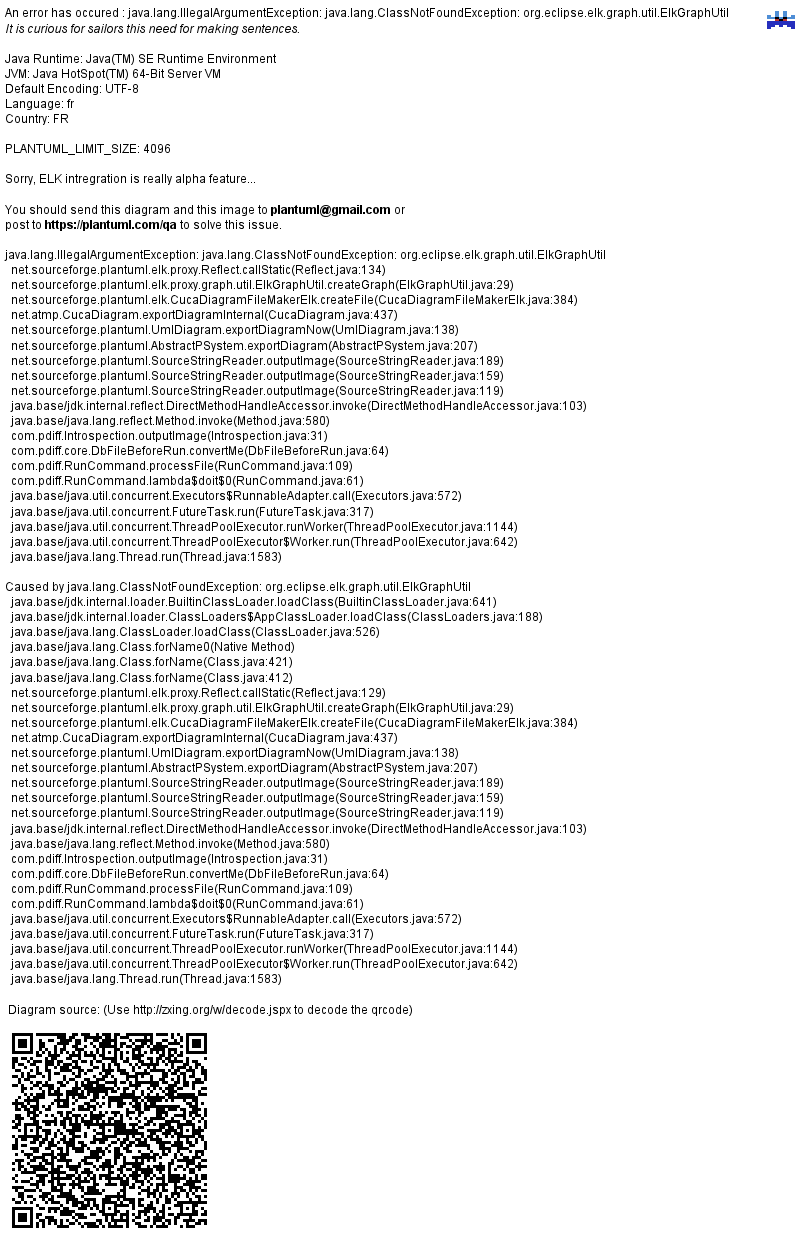 An error has occured : java.lang.IllegalArgumentException: java.lang.ClassNotFoundException: org.eclipse.elk.graph.util.ElkGraphUtil
It is curious for sailors this need for making sentences.
Java Runtime: Java(TM) SE Runtime Environment
JVM: Java HotSpot(TM) 64-Bit Server VM
Default Encoding: UTF-8
Language: fr
Country: FR
PLANTUML_LIMIT_SIZE: 4096
Sorry, ELK intregration is really alpha feature...
You should send this diagram and this image to plantuml@gmail.com or
post to https://plantuml.com/qa to solve this issue.
java.lang.IllegalArgumentException: java.lang.ClassNotFoundException: org.eclipse.elk.graph.util.ElkGraphUtil
net.sourceforge.plantuml.elk.proxy.Reflect.callStatic(Reflect.java:134)
net.sourceforge.plantuml.elk.proxy.graph.util.ElkGraphUtil.createGraph(ElkGraphUtil.java:29)
net.sourceforge.plantuml.elk.CucaDiagramFileMakerElk.createFile(CucaDiagramFileMakerElk.java:384)
net.atmp.CucaDiagram.exportDiagramInternal(CucaDiagram.java:437)
net.sourceforge.plantuml.UmlDiagram.exportDiagramNow(UmlDiagram.java:138)
net.sourceforge.plantuml.AbstractPSystem.exportDiagram(AbstractPSystem.java:207)
net.sourceforge.plantuml.SourceStringReader.outputImage(SourceStringReader.java:189)
net.sourceforge.plantuml.SourceStringReader.outputImage(SourceStringReader.java:159)
net.sourceforge.plantuml.SourceStringReader.outputImage(SourceStringReader.java:119)
java.base/jdk.internal.reflect.DirectMethodHandleAccessor.invoke(DirectMethodHandleAccessor.java:103)
java.base/java.lang.reflect.Method.invoke(Method.java:580)
com.pdiff.Introspection.outputImage(Introspection.java:31)
com.pdiff.core.DbFileBeforeRun.convertMe(DbFileBeforeRun.java:64)
com.pdiff.RunCommand.processFile(RunCommand.java:109)
com.pdiff.RunCommand.lambda$doit$0(RunCommand.java:61)
java.base/java.util.concurrent.Executors$RunnableAdapter.call(Executors.java:572)
java.base/java.util.concurrent.FutureTask.run(FutureTask.java:317)
java.base/java.util.concurrent.ThreadPoolExecutor.runWorker(ThreadPoolExecutor.java:1144)
java.base/java.util.concurrent.ThreadPoolExecutor$Worker.run(ThreadPoolExecutor.java:642)
java.base/java.lang.Thread.run(Thread.java:1583)
Caused by java.lang.ClassNotFoundException: org.eclipse.elk.graph.util.ElkGraphUtil
java.base/jdk.internal.loader.BuiltinClassLoader.loadClass(BuiltinClassLoader.java:641)
java.base/jdk.internal.loader.ClassLoaders$AppClassLoader.loadClass(ClassLoaders.java:188)
java.base/java.lang.ClassLoader.loadClass(ClassLoader.java:526)
java.base/java.lang.Class.forName0(Native Method)
java.base/java.lang.Class.forName(Class.java:421)
java.base/java.lang.Class.forName(Class.java:412)
net.sourceforge.plantuml.elk.proxy.Reflect.callStatic(Reflect.java:129)
net.sourceforge.plantuml.elk.proxy.graph.util.ElkGraphUtil.createGraph(ElkGraphUtil.java:29)
net.sourceforge.plantuml.elk.CucaDiagramFileMakerElk.createFile(CucaDiagramFileMakerElk.java:384)
net.atmp.CucaDiagram.exportDiagramInternal(CucaDiagram.java:437)
net.sourceforge.plantuml.UmlDiagram.exportDiagramNow(UmlDiagram.java:138)
net.sourceforge.plantuml.AbstractPSystem.exportDiagram(AbstractPSystem.java:207)
net.sourceforge.plantuml.SourceStringReader.outputImage(SourceStringReader.java:189)
net.sourceforge.plantuml.SourceStringReader.outputImage(SourceStringReader.java:159)
net.sourceforge.plantuml.SourceStringReader.outputImage(SourceStringReader.java:119)
java.base/jdk.internal.reflect.DirectMethodHandleAccessor.invoke(DirectMethodHandleAccessor.java:103)
java.base/java.lang.reflect.Method.invoke(Method.java:580)
com.pdiff.Introspection.outputImage(Introspection.java:31)
com.pdiff.core.DbFileBeforeRun.convertMe(DbFileBeforeRun.java:64)
com.pdiff.RunCommand.processFile(RunCommand.java:109)
com.pdiff.RunCommand.lambda$doit$0(RunCommand.java:61)
java.base/java.util.concurrent.Executors$RunnableAdapter.call(Executors.java:572)
java.base/java.util.concurrent.FutureTask.run(FutureTask.java:317)
java.base/java.util.concurrent.ThreadPoolExecutor.runWorker(ThreadPoolExecutor.java:1144)
java.base/java.util.concurrent.ThreadPoolExecutor$Worker.run(ThreadPoolExecutor.java:642)
java.base/java.lang.Thread.run(Thread.java:1583)
Diagram source: (Use http://zxing.org/w/decode.jspx to decode the qrcode)